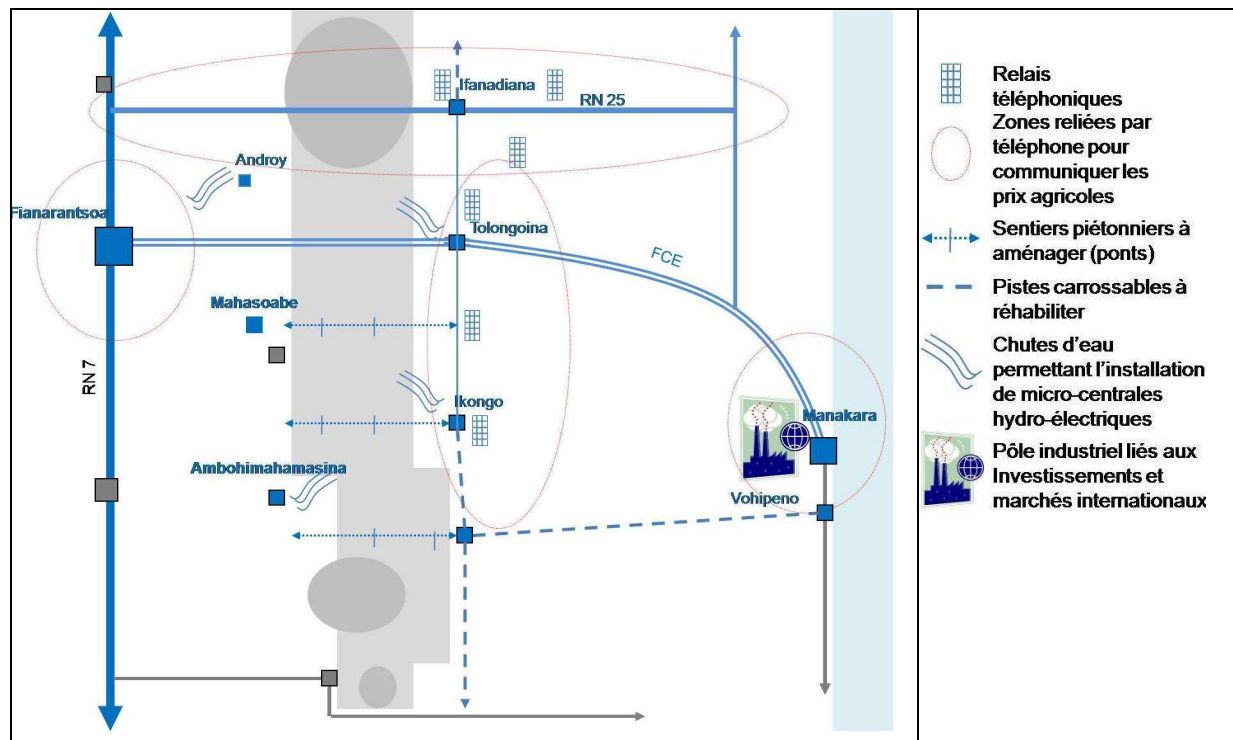 Ifanadiana
RN 25
Androy
Fianarantsoa
Tolongoina
FCE
Mahasoabe
RN 7
Ikongo
Manakara
Ambohimahamasina
Vohipeno
Relais
téléphoniques
Zones reliées par
téléphone pour
communiquer les
prix agricoles
Sentiers piétonniers à
aménager (ponts)
Pistes carrossables à
réhabiliter
Chutes d'eau
permettant l'installation
de micro-centrales
hydro-électriques
Pôle industriel liés aux
Investissements et
marchés internationaux